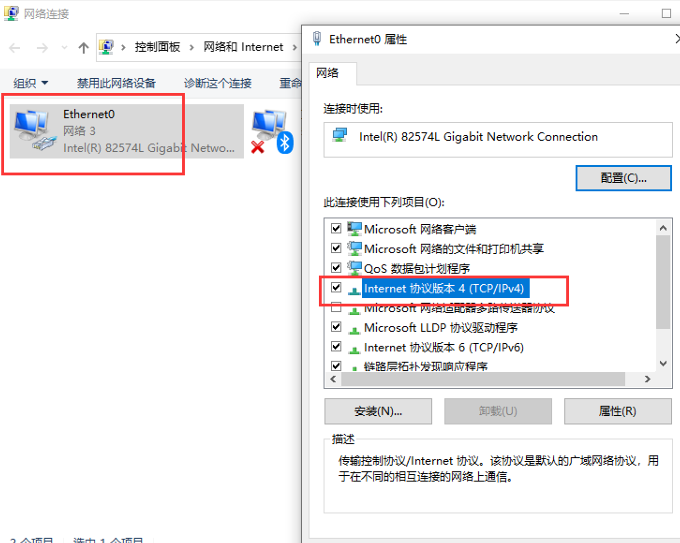 网络连接
控制面板 › 网络和 Internet ›
组织 禁用此网络设备 诊断这个连接 重命
Ethernet0
网络 3
Intel(R) 82574L Gigabit Netwo...
Ethernet0 属性
网络
连接时使用:
Intel(R) 82574L Gigabit Network Connection
配置(C)...
此连接使用下列项目(O):
Microsoft 网络客户端
Microsoft 网络的文件和打印机共享
QoS 数据包计划程序
Internet 协议版本 4 (TCP/IPv4)
Microsoft 网络适配器多路传送器协议
Microsoft LLDP 协议驱动程序
Internet 协议版本 6 (TCP/IPv6)
链路层拓扑发现响应程序
安装(N)...
卸载(U)
属性(R)
描述
传输控制协议/Internet 协议。该协议是默认的广域网络协议，用
于在不同的相互连接的网络上通信。
2 个项目 选中 1 个项目